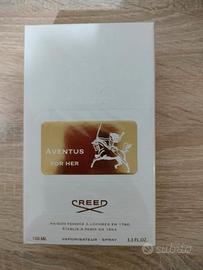 AVENTUS
FOR HER
CREED
MAISON FONDÉE À LONDRES EN 1760
ÉTABLIE À PARIS EN 1854
100 ML
VAPORISATEUR - SPRAY
3.3 FL.OZ.
subito